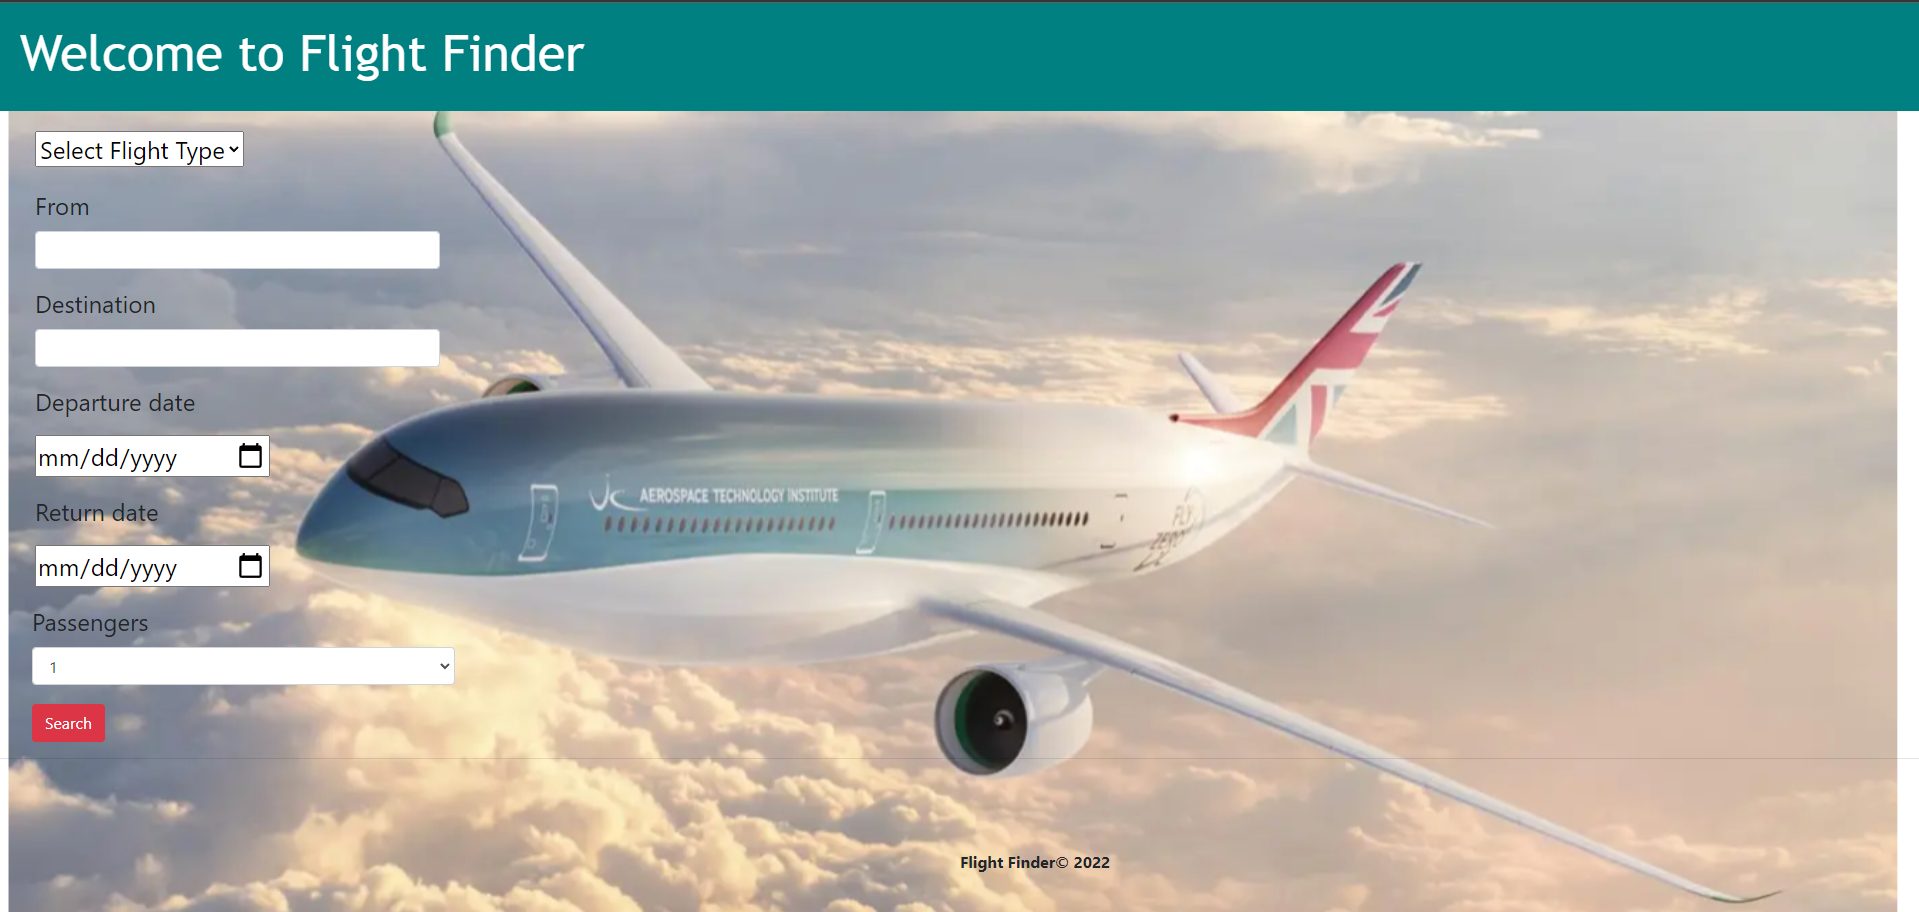 Welcome to Flight Finder
Select Flight Type
From
Destination
Departure date
mm/dd/yyyy
Return date
mm/dd/yyyy
Passengers
1
Search
AEROSPACE TECHNOLOGY INSTITUTE
FLY
ZERO
Flight Finder© 2022